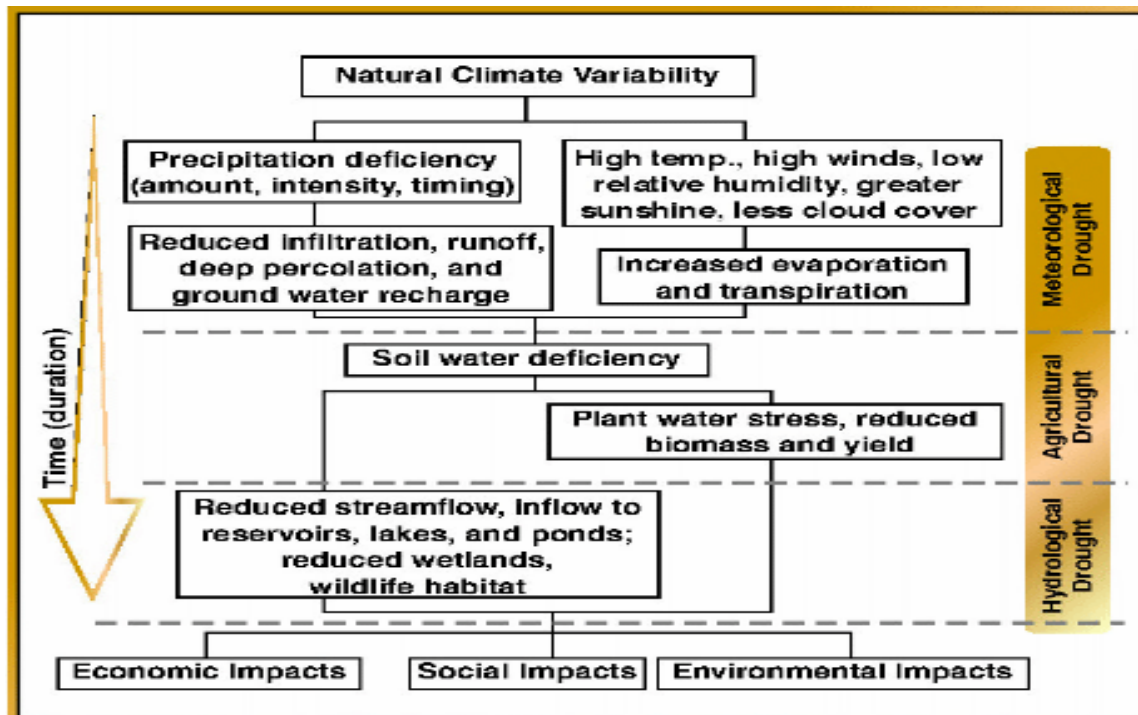 Natural Climate Variability
Precipitation deficiency
(amount, intensity, timing)
High temp., high winds, low
relative humidity, greater
sunshine, less cloud cover
Reduced infiltration, runoff,
deep percolation, and
ground water recharge
Increased evaporation
and transpiration
Meteorological
Drought
Time (duration)
Soil water deficiency
Plant water stress, reduced
biomass and yield
Agricultural
Drought
Reduced streamflow, Inflow to
reservoirs, lakes, and ponds;
reduced wetlands,
wildlife habitat
Hydrological
Drought
Economic Impacts
Social Impacts
Environmental Impacts